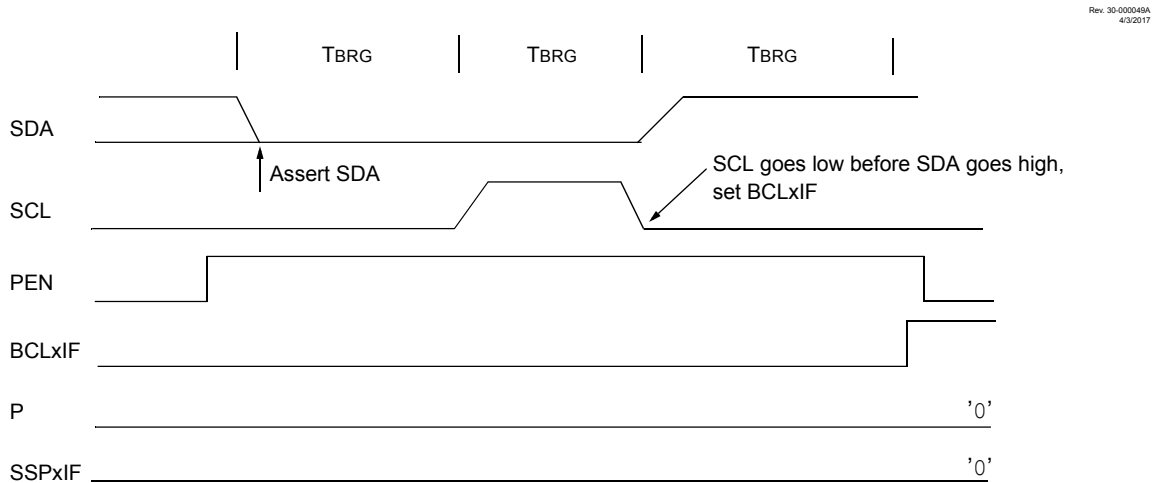 Rev. 30-000049A
4/3/2017
TBRG TBRG TBRG
SDA
Assert SDA
SCL goes low before SDA goes high,
set BCLxIF
SCL
PEN
BCLxIF
P '0'
SSPxIF '0'